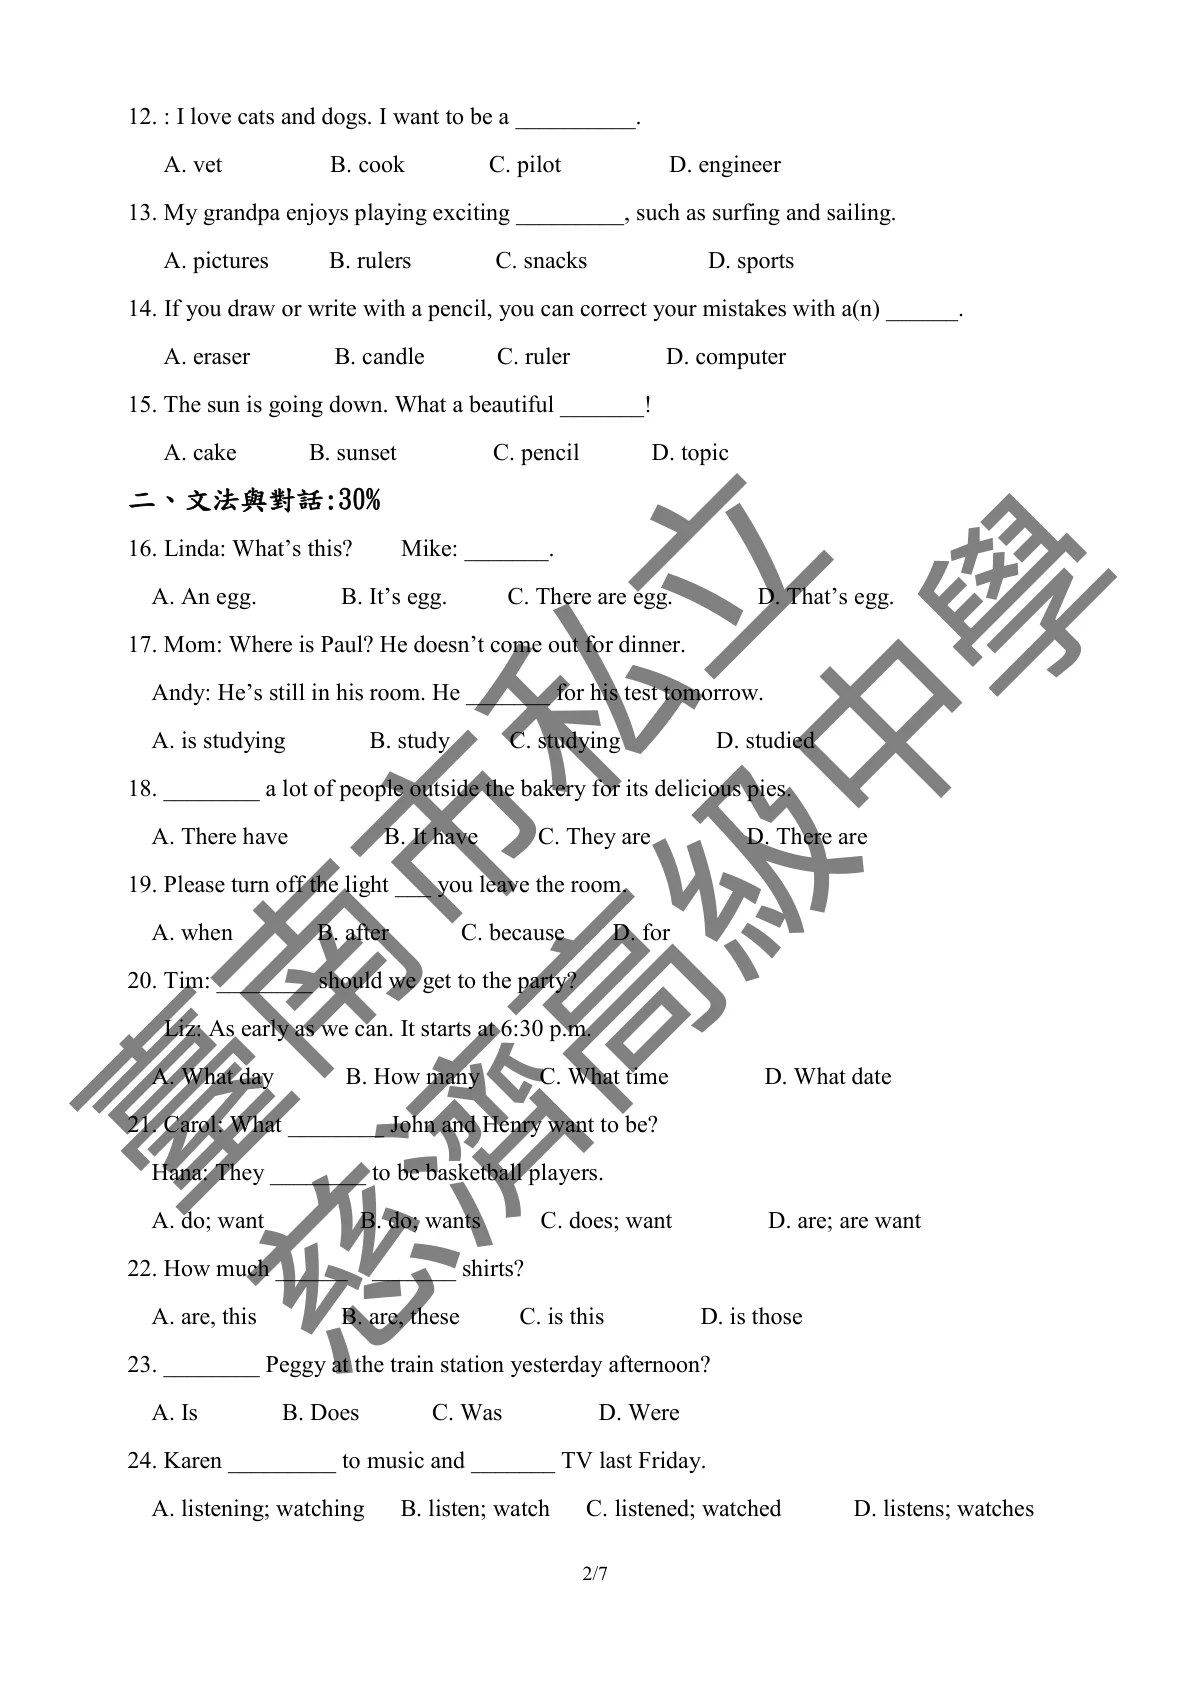 12. : I love cats and dogs. I want to be a __________.
A. vet B. cook C. pilot D. engineer
13. My grandpa enjoys playing exciting _________, such as surfing and sailing.
A. pictures B. rulers C. snacks D. sports
14. If you draw or write with a pencil, you can correct your mistakes with a(n) ______.
A. eraser B. candle C. ruler D. computer
15. The sun is going down. What a beautiful _______!
A. cake B. sunset C. pencil D. topic
二、文法與對話:30%
16. Linda: What’s this? Mike: _______.
A. An egg. B. It’s egg. C. There are egg. D. That’s egg.
17. Mom: Where is Paul? He doesn’t come out for dinner.
Andy: He’s still in his room. He _______ for his test tomorrow.
A. is studying B. study C. studying D. studied
18. ________ a lot of people outside the bakery for its delicious pies.
A. There have B. It have C. They are D. There are
19. Please turn off the light ___ you leave the room.
A. when B. after C. because D. for
20. Tim: ________ should we get to the party?
Liz: As early as we can. It starts at 6:30 p.m.
A. What day B. How many C. What time D. What date
21. Carol: What ________ John and Henry want to be?
Hana: They ________ to be basketball players.
A. do; want B. do; wants C. does; want D. are; are want
22. How much ______ _______ shirts?
A. are, this B. are, these C. is this D. is those
23. ________ Peggy at the train station yesterday afternoon?
A. Is B. Does C. Was D. Were
24. Karen _________ to music and _______ TV last Friday.
A. listening; watching B. listen; watch C. listened; watched D. listens; watches
2/7
臺南市私立
慈濟高級中學